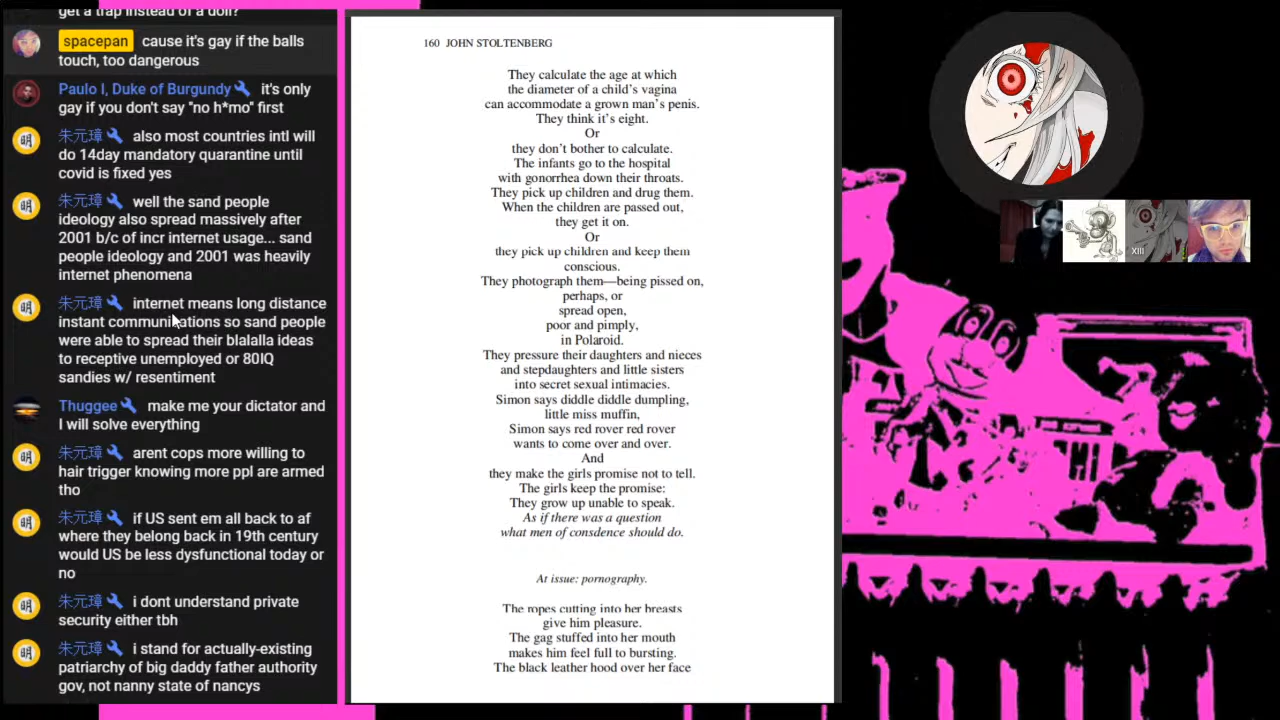 get a trap instead of a doll?
spacepan cause it's gay if the balls
touch, too dangerous
Paulo I, Duke of Burgundy it's only
gay if you don't say "no h*mo" first
朱元璋 also most countries intl will
do 14day mandatory quarantine until
covid is fixed yes
朱元璋 well the sand people
ideology also spread massively after
2001 b/c of incr internet usage... sand
people ideology and 2001 was heavily
internet phenomena
朱元璋 internet means long distance
instant communications so sand people
were able to spread their blalalla ideas
to receptive unemployed or 80IQ
sandies w/ resentiment
Thuggee make me your dictator and
I will solve everything
朱元璋 arent cops more willing to
hair trigger knowing more ppl are armed
tho
朱元璋 if US sent em all back to af
where they belong back in 19th century
would US be less dysfunctional today or
no
朱元璋 i dont understand private
security either tbh
朱元璋 i stand for actually-existing
patriarchy of big daddy father authority
gov, not nanny state of nancys
160 JOHN STOLTENBERG
They calculate the age at which
the diameter of a child's vagina
can accommodate a grown man's penis.
They think it's eight.
Or
they don't bother to calculate.
The infants go to the hospital
with gonorrhea down their throats.
They pick up children and drug them.
When the children are passed out,
they get it on.
Or
they pick up children and keep them
conscious.
They photograph them—being pissed on,
perhaps, or
spread open,
poor and pimply,
in Polaroid.
They pressure their daughters and nieces
and stepdaughters and little sisters
into secret sexual intimacies.
Simon says diddle diddle dumpling,
little miss muffin,
Simon says red rover red rover
wants to come over and over.
And
they make the girls promise not to tell.
The girls keep the promise:
They grow up unable to speak.
As if there was a question
what men of consdence should do.
At issue: pornography.
The ropes cutting into her breasts
give him pleasure.
The gag stuffed into her mouth
makes him feel full to bursting.
The black leather hood over her face
XIII